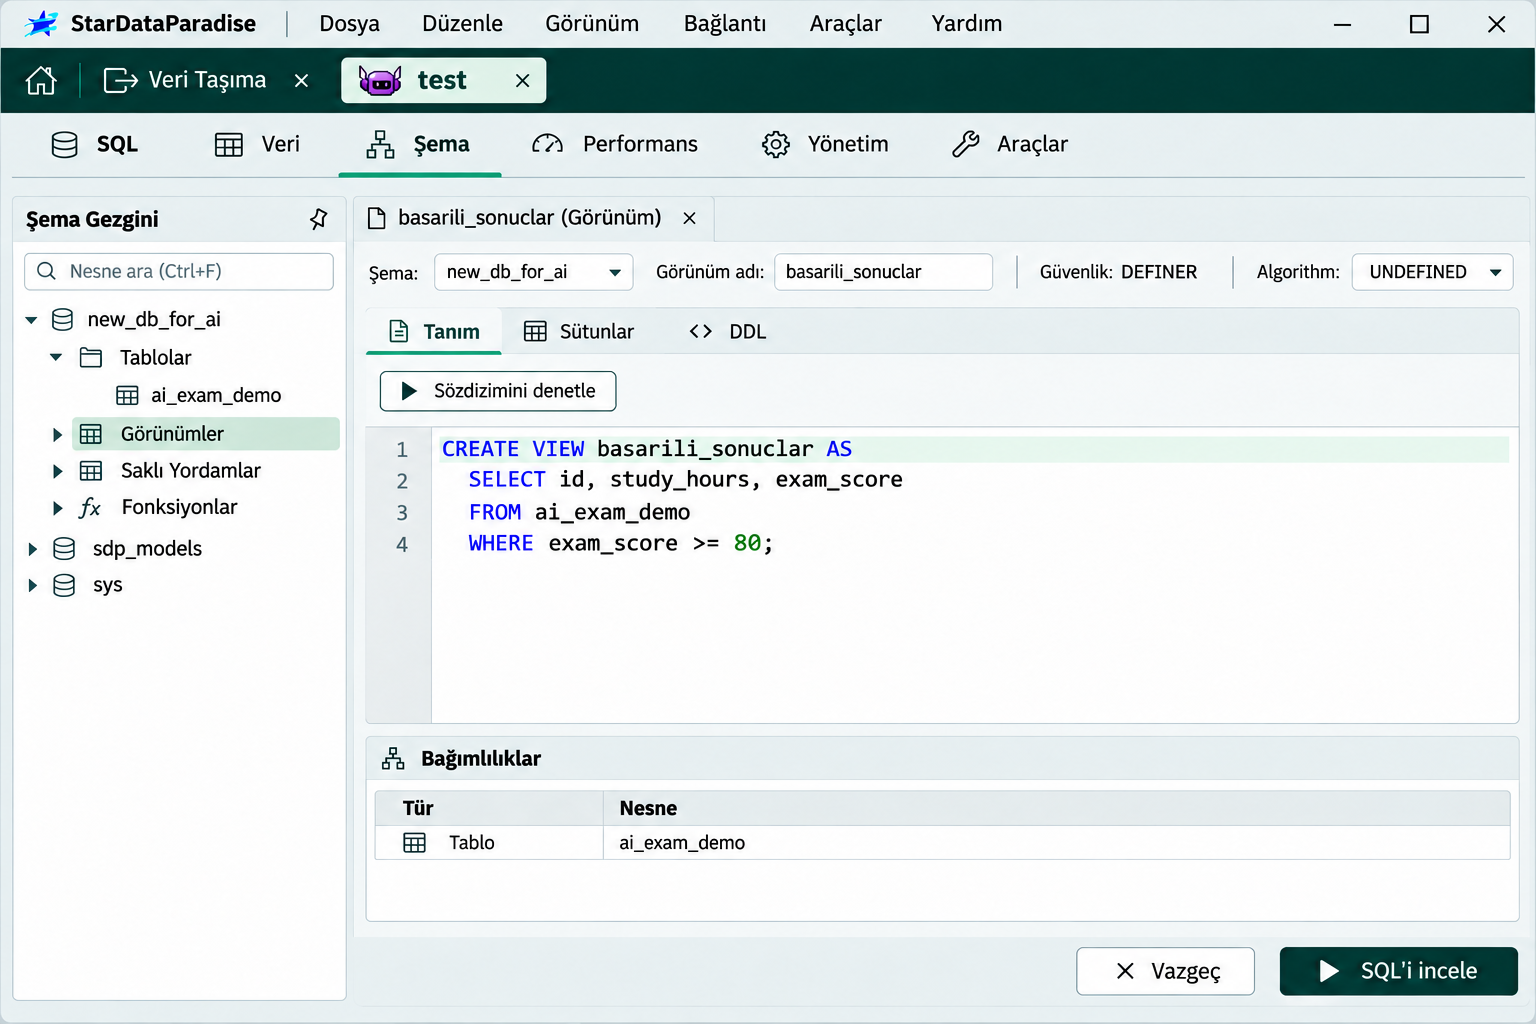 StarDataParadise Dosya Düzenle Görünüm Bağlantı Araçlar Yardım
Veri Taşıma test
SQL Veri Şema Performans Yönetim Araçlar
Şema Gezgini
Nesne ara (Ctrl+F)
new_db_for_ai
Tablolar
ai_exam_demo
Görünümler
Saklı Yordamlar
fx Fonksiyonlar
sdp_models
sys
basarili_sonuclar (Görünüm)
Şema: new_db_for_ai Görünüm adı: basarili_sonuclar Güvenlik: DEFINER Algorithm: UNDEFINED
Tanım Sütunlar <> DDL
Sözdizimini denetle
1 CREATE VIEW basarili_sonuclar AS
2 SELECT id, study_hours, exam_score
3 FROM ai_exam_demo
4 WHERE exam_score >= 80;
Bağımlılıklar
Tür Nesne
Tablo ai_exam_demo
Vazgeç SQL'i incele